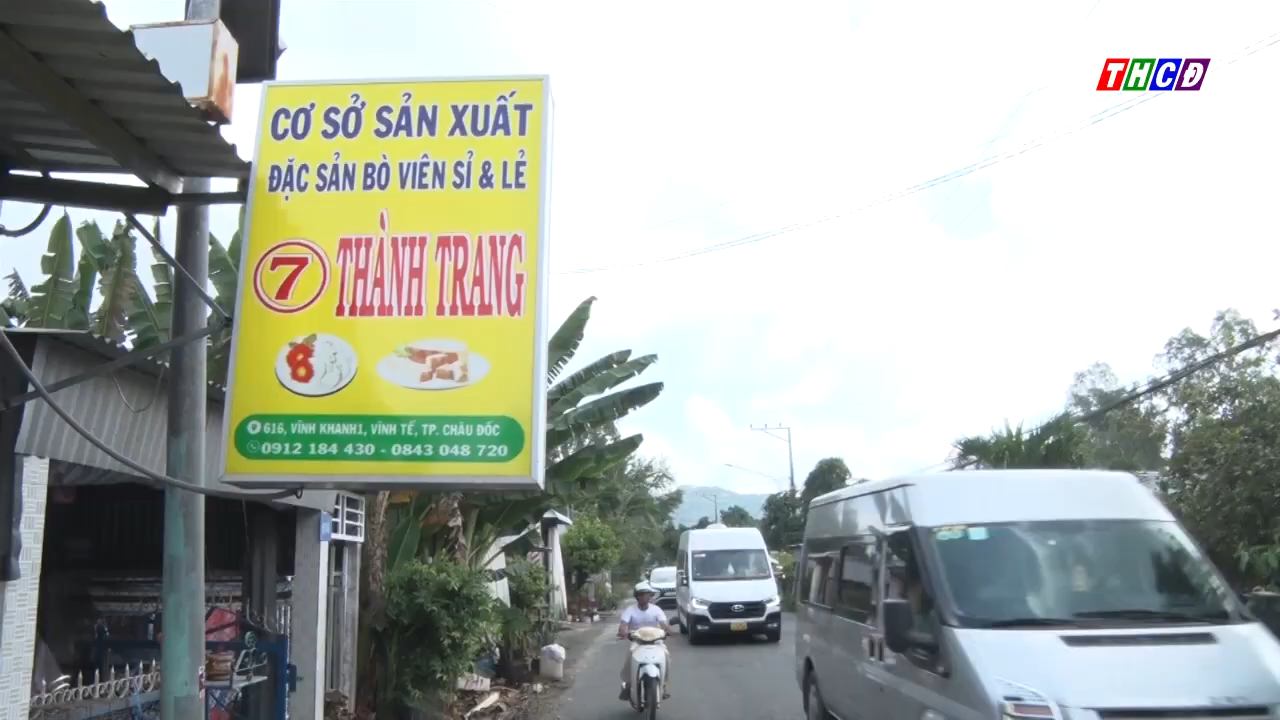 THCĐ
CƠ SỞ SẢN XUẤT
ĐẶC SẢN BÒ VIÊN SỈ & LẺ
7 THÀNH TRANG
616, VĨNH KHANH1, VĨNH TẾ, TP. CHÂU ĐỐC
0912 184 430 - 0843 048 720